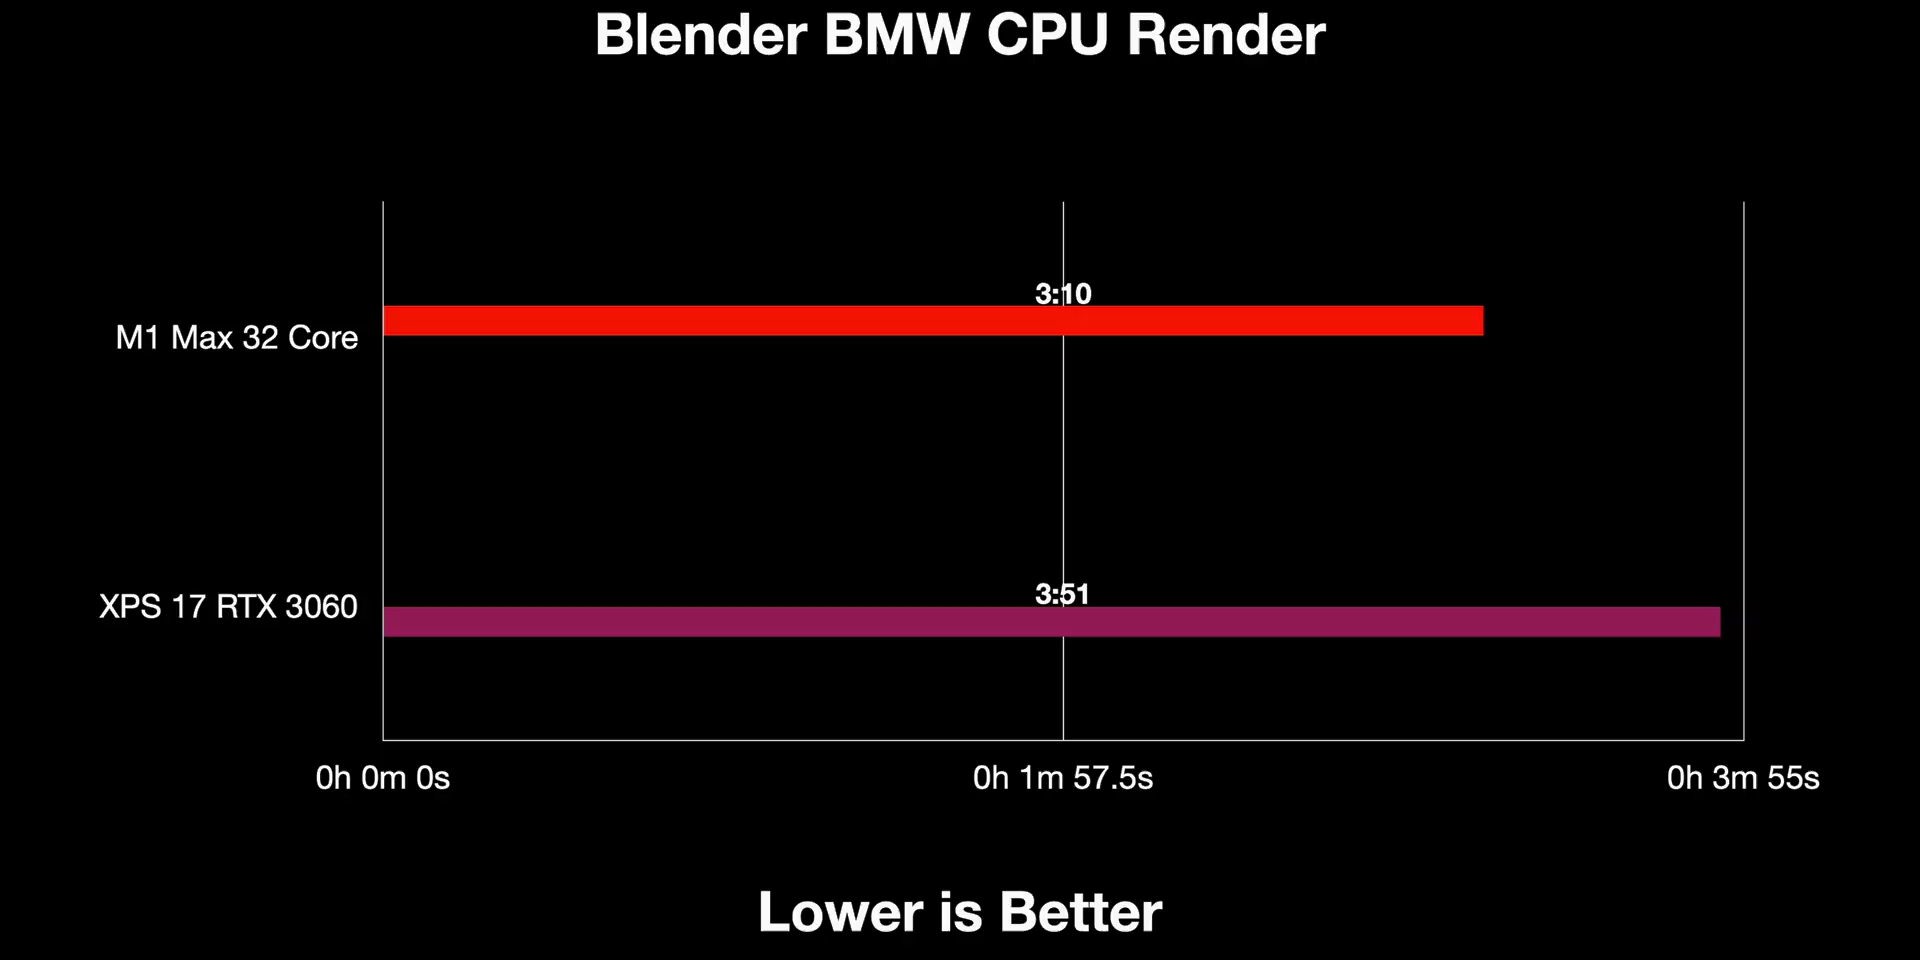 Blender BMW CPU Render
3:10
M1 Max 32 Core
3:51
XPS 17 RTX 3060
0h 0m 0s
0h 1m 57.5s
0h 3m 55s
Lower is Better